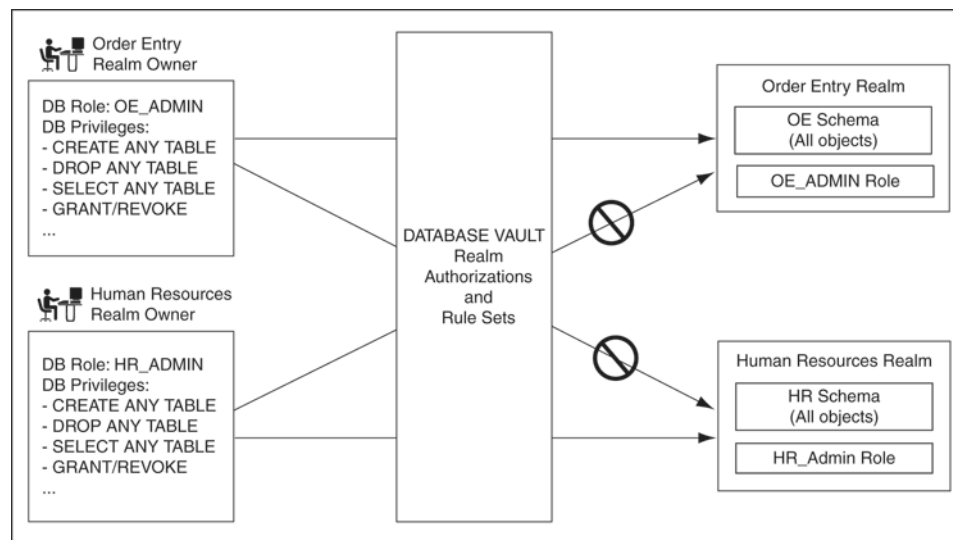 Order Entry
Realm Owner
DB Role: OE_ADMIN
DB Privileges:
- CREATE ANY TABLE
- DROP ANY TABLE
- SELECT ANY TABLE
- GRANT/REVOKE
...
Human Resources
Realm Owner
DB Role: HR_ADMIN
DB Privileges:
- CREATE ANY TABLE
- DROP ANY TABLE
- SELECT ANY TABLE
- GRANT/REVOKE
...
DATABASE VAULT
Realm
Authorizations
and
Rule Sets
Order Entry Realm
OE Schema
(All objects)
OE_ADMIN Role
Human Resources Realm
HR Schema
(All objects)
HR_Admin Role